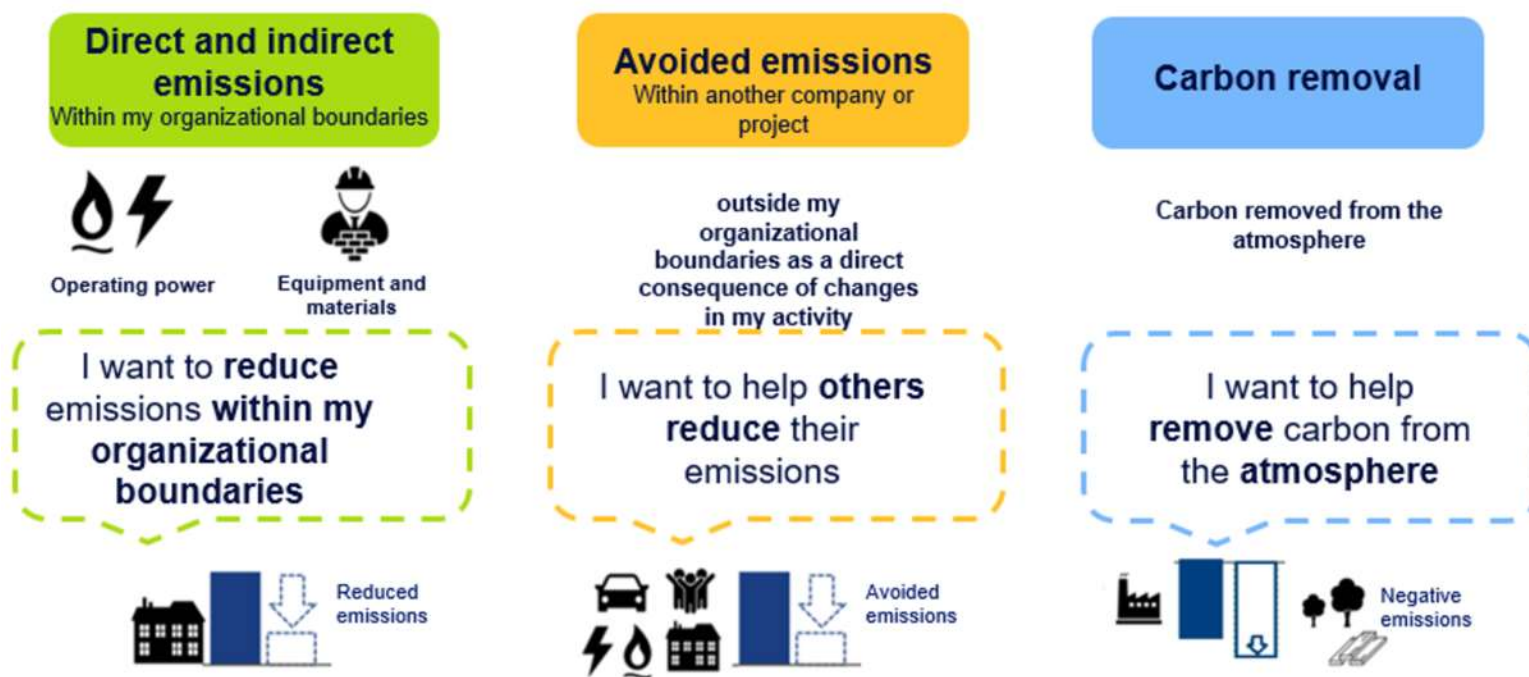 Direct and indirect
emissions
Within my organizational boundaries
Operating power
Equipment and
materials
I want to reduce
emissions within my
organizational
boundaries
Reduced
emissions
Avoided emissions
Within another company or
project
outside my
organizational
boundaries as a direct
consequence of changes
in my activity
I want to help others
reduce their
emissions
Avoided
emissions
Carbon removal
Carbon removed from the
atmosphere
I want to help
remove carbon from
the atmosphere
Negative
emissions